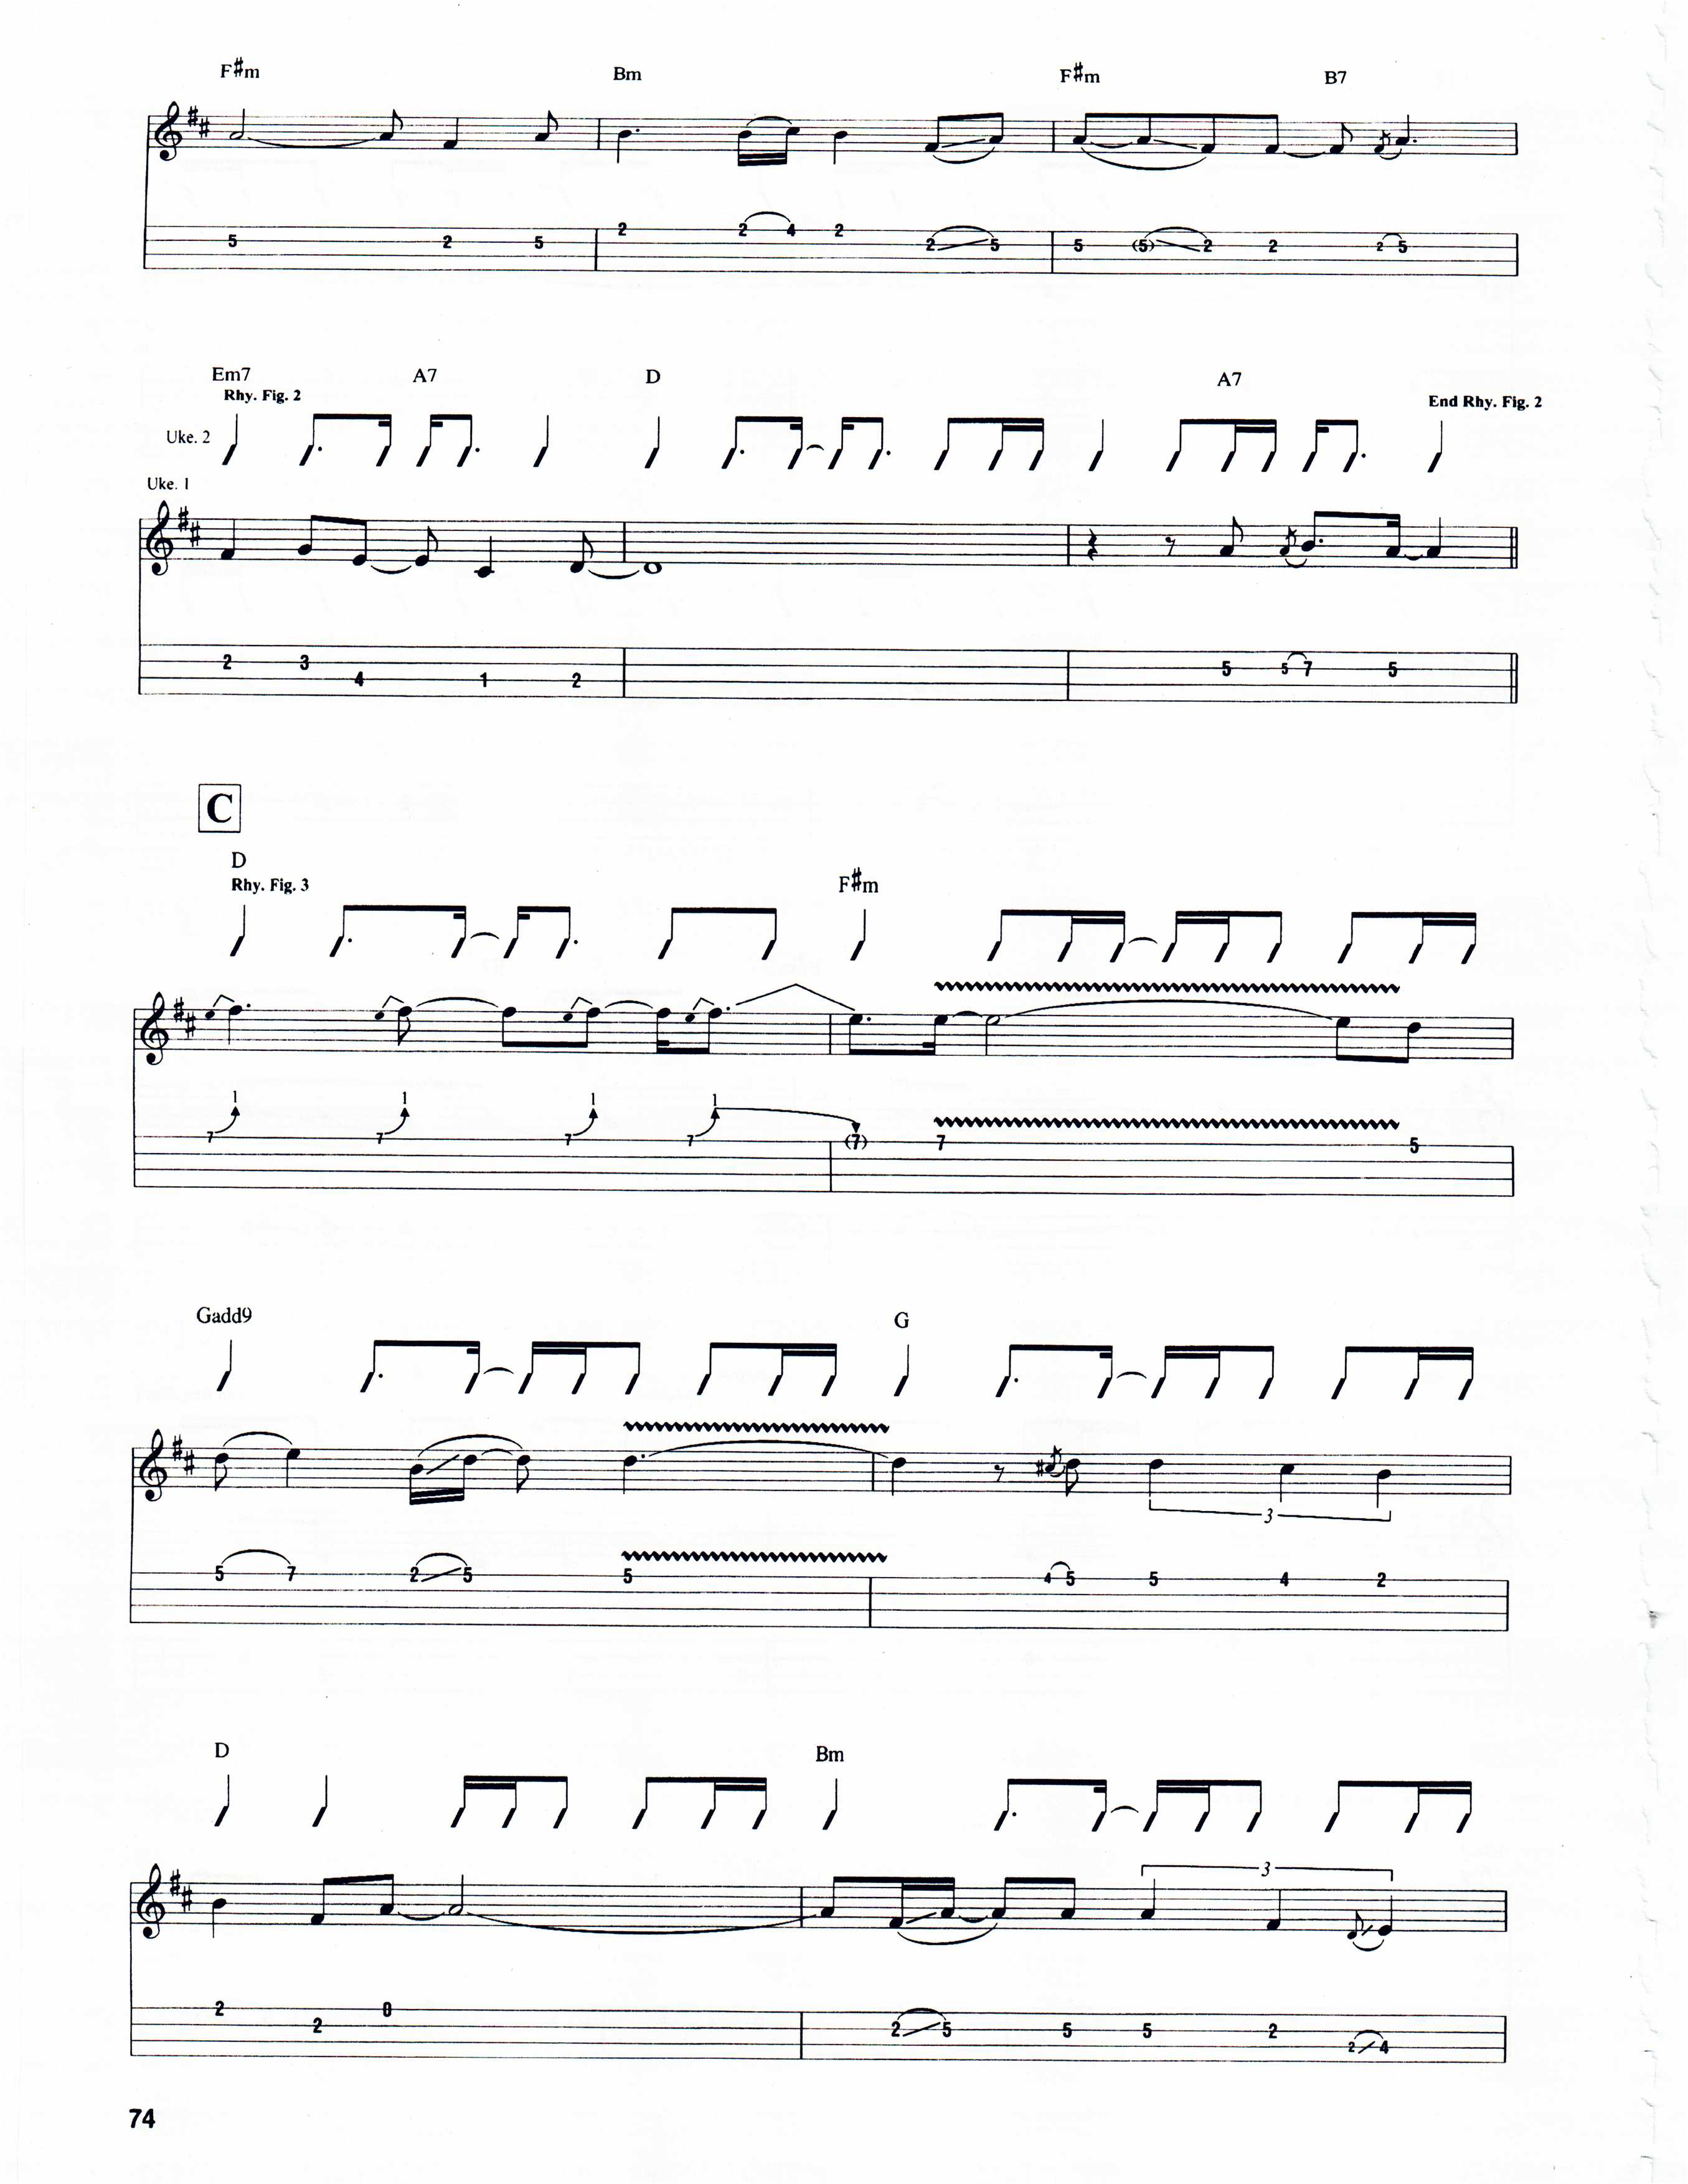 F#m Bm F#m B7
5 2 5 2 2 4 2 2 5 5 (5) 2 2 2 5
Em7 A7 D A7
Rhy. Fig. 2 End Rhy. Fig. 2
Uke. 2
Uke. 1
2 3 4 1 2 5 5 7 5
C
D F#m
Rhy. Fig. 3
1 1 1 1
7 7 7 7 (7) 7 5
Gadd9 G
3
5 7 2 5 5 4 5 5 4 2
D Bm
3
2 2 0 2 5 5 5 2 2 4
74